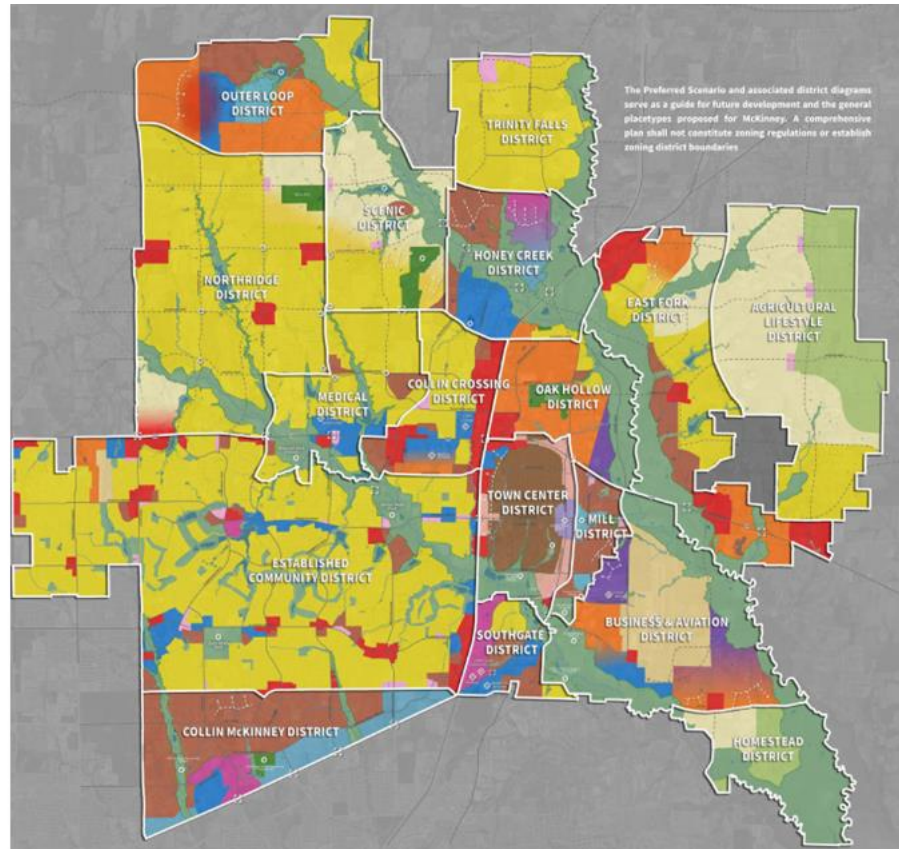 The Preferred Scenario and associated district diagrams
serve as a guide for future development and the general
placetypes proposed for McKinney. A comprehensive
plan shall not constitute zoning regulations or establish
zoning district boundaries
OUTER LOOP
DISTRICT
TRINITY FALLS
DISTRICT
SCENIC
DISTRICT
HONEY CREEK
DISTRICT
NORTHRIDGE
DISTRICT
EAST FORK
DISTRICT
AGRICULTURAL
LIFESTYLE
DISTRICT
COLLIN CROSSING
DISTRICT
MEDICAL
DISTRICT
OAK HOLLOW
DISTRICT
TOWN CENTER
DISTRICT
MILL
DISTRICT
ESTABLISHED
COMMUNITY DISTRICT
BUSINESS & AVIATION
DISTRICT
SOUTHGATE
DISTRICT
COLLIN McKINNEY DISTRICT
HOMESTEAD
DISTRICT